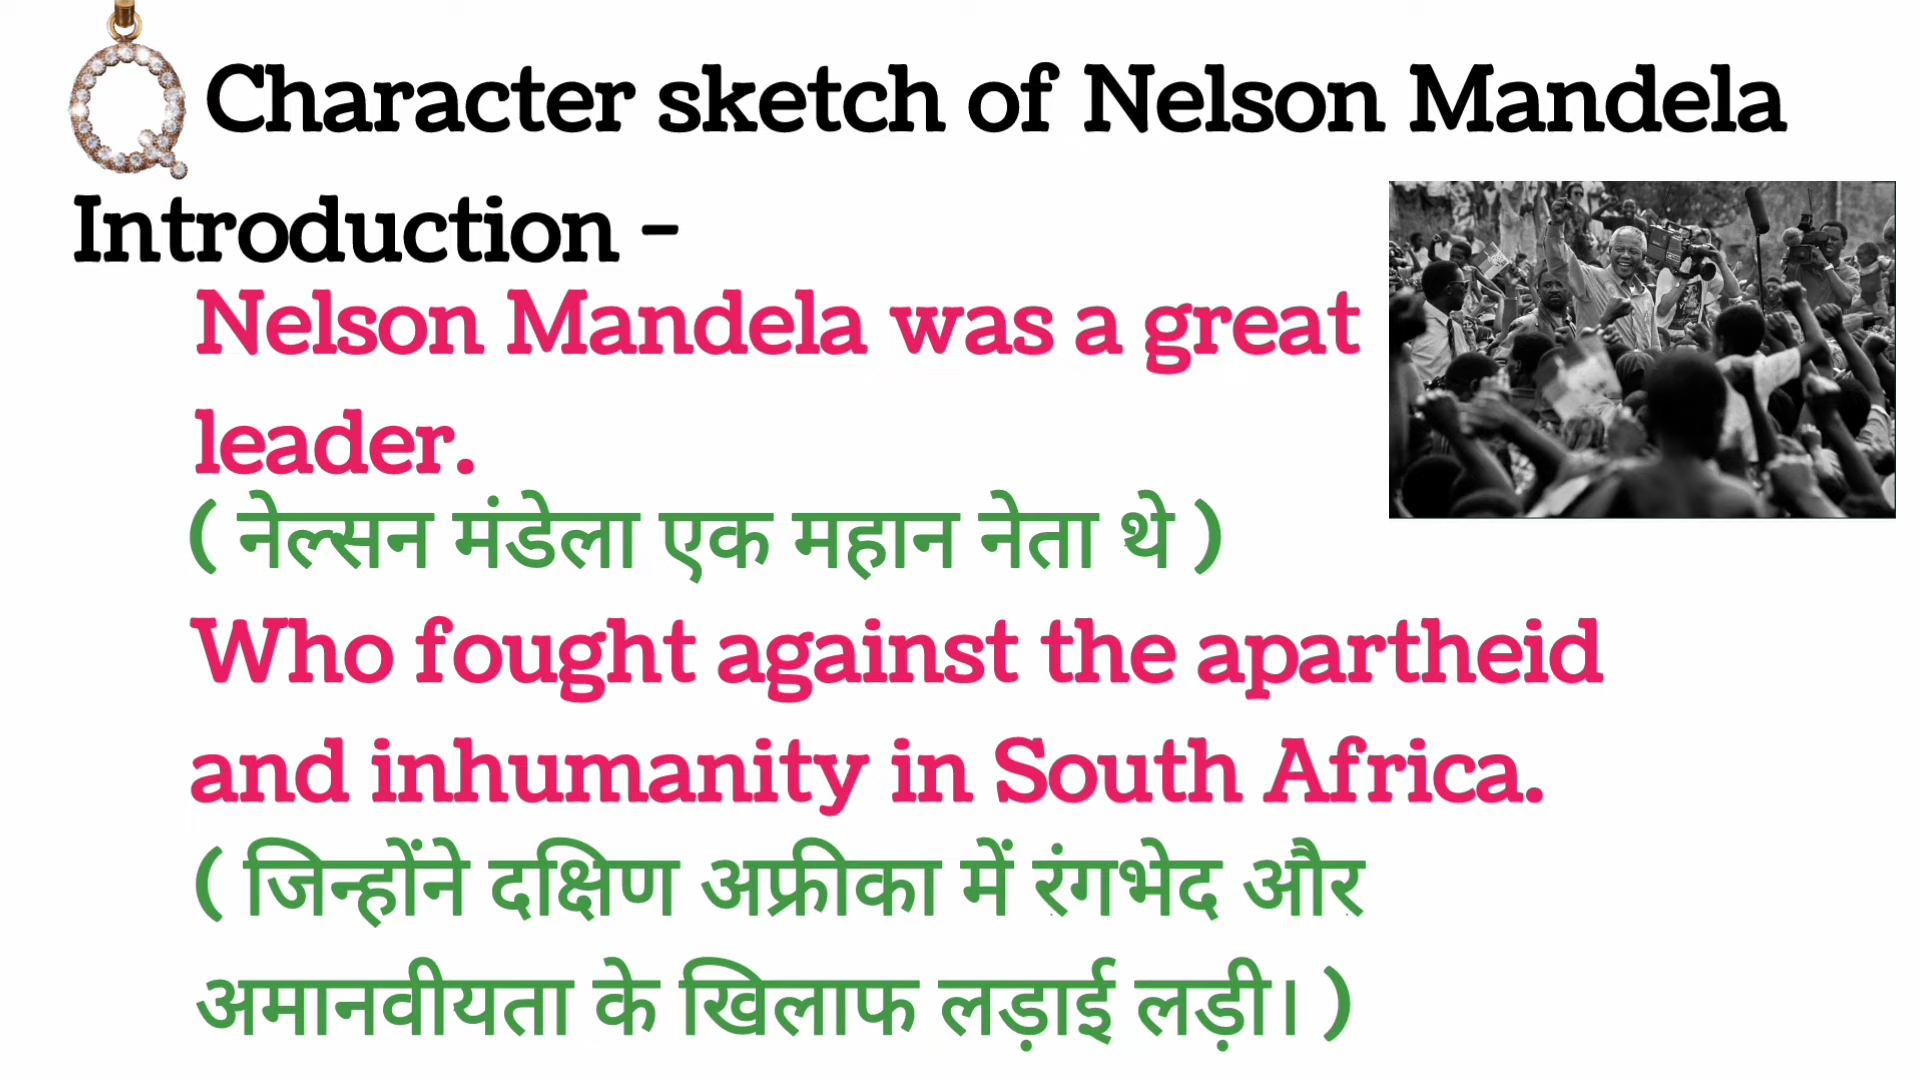 Q Character sketch of Nelson Mandela
Introduction -
Nelson Mandela was a great
leader.
( नेल्सन मंडेला एक महान नेता थे )
Who fought against the apartheid
and inhumanity in South Africa.
( जिन्होंने दक्षिण अफ्रीका में रंगभेद और
अमानवीयता के खिलाफ लड़ाई लड़ी। )